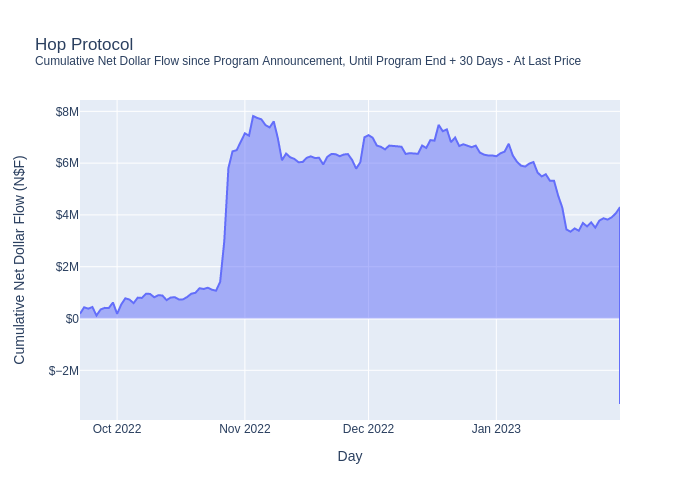 Hop Protocol
Cumulative Net Dollar Flow since Program Announcement, Until Program End + 30 Days - At Last Price
Cumulative Net Dollar Flow (N$F)
$8M
$6M
$4M
$2M
$0
$−2M
Oct 2022
Nov 2022
Dec 2022
Jan 2023
Day